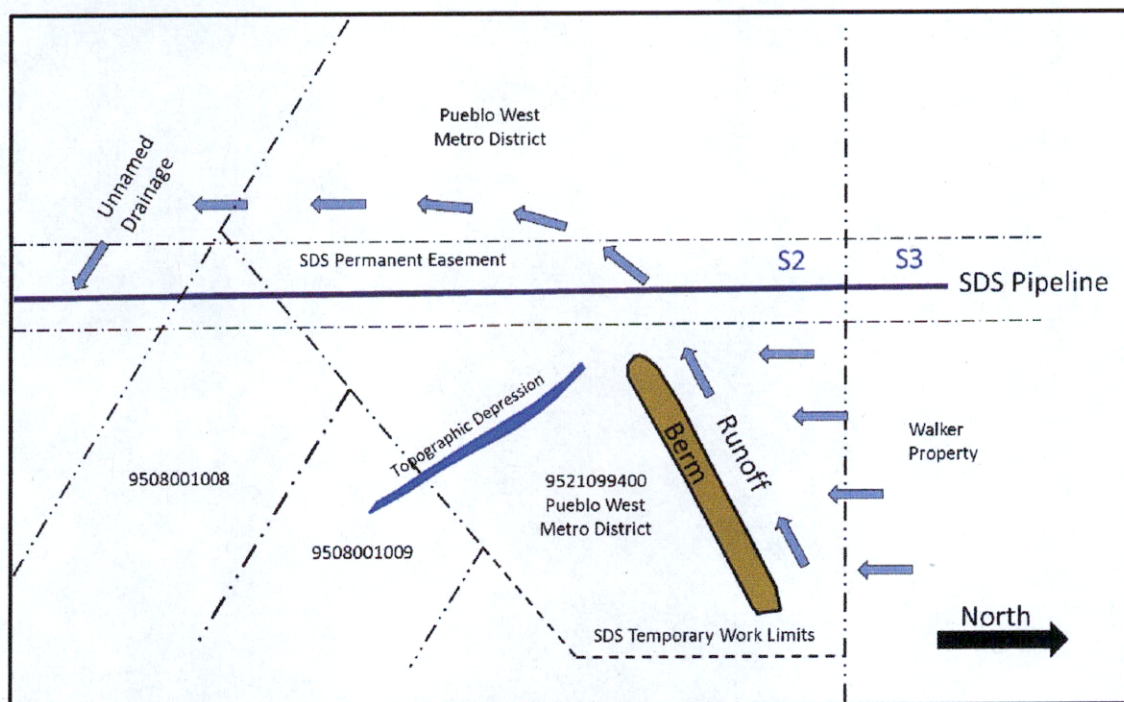 Pueblo West
Metro District
Unnamed
Drainage
SDS Permanent Easement
S2
S3
SDS Pipeline
Topographic Depression
Berm
Runoff
Walker
Property
9508001008
9521099400
Pueblo West
Metro District
9508001009
SDS Temporary Work Limits
North